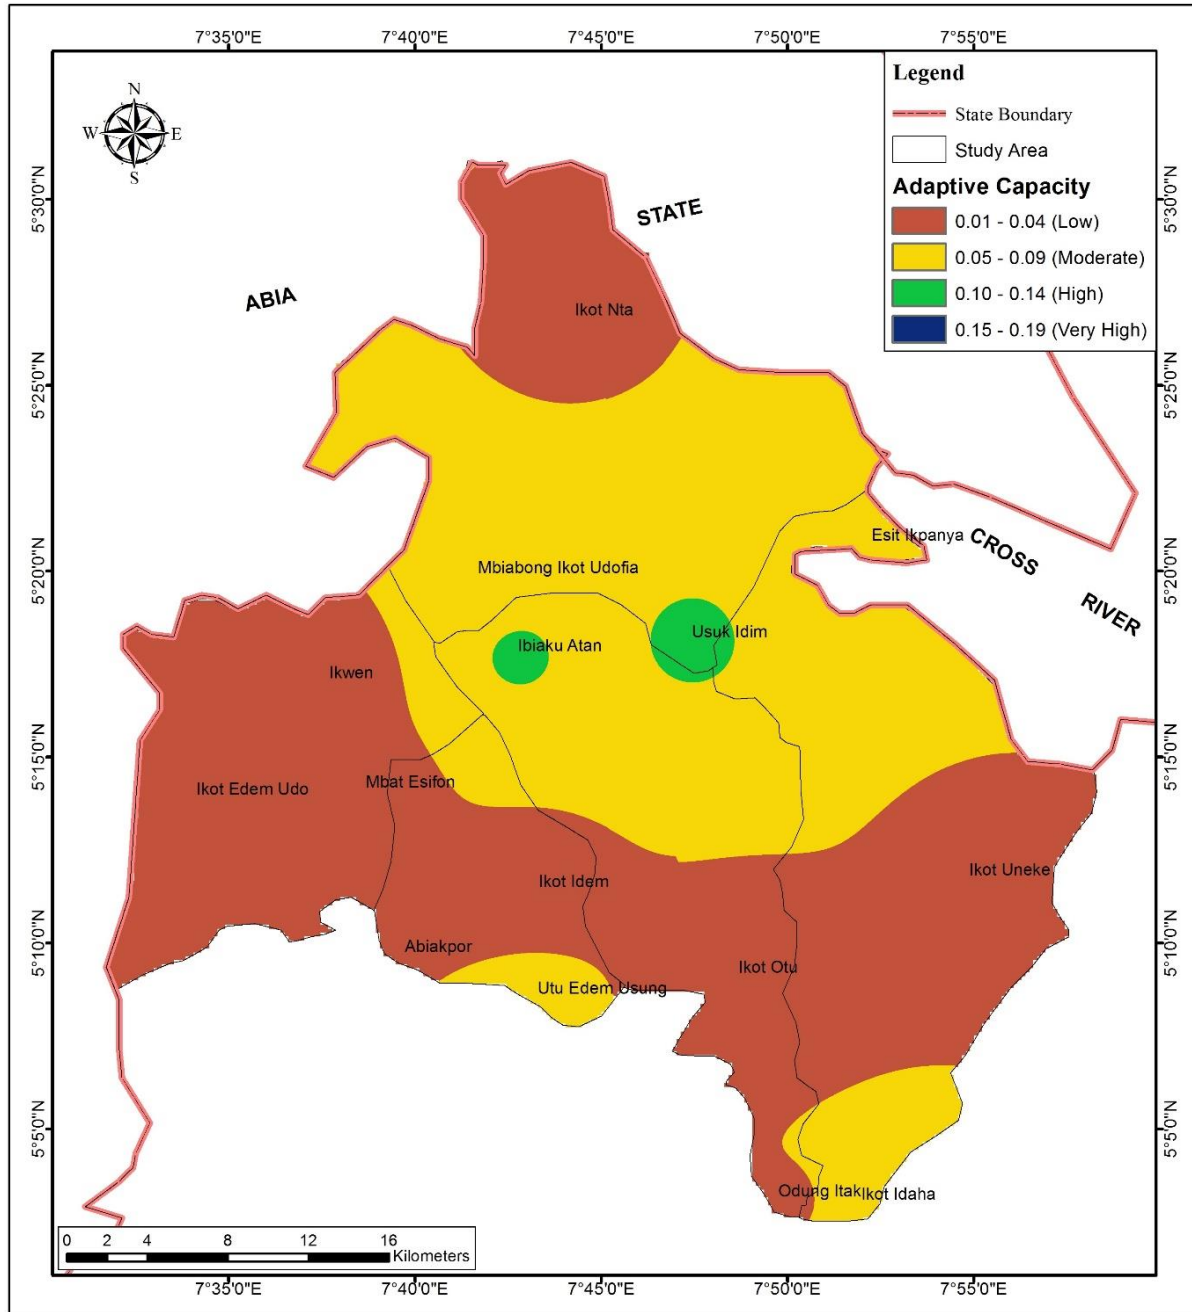 7°35'0"E 7°40'0"E 7°45'0"E 7°50'0"E 7°55'0"E
Legend
State Boundary
Study Area
Adaptive Capacity
0.01 - 0.04 (Low)
0.05 - 0.09 (Moderate)
0.10 - 0.14 (High)
0.15 - 0.19 (Very High)
N
W E
S
5°30'0"N 5°30'0"N
STATE
ABIA
Ikot Nta
5°25'0"N 5°25'0"N
Esit Ikpanya
CROSS
RIVER
5°20'0"N 5°20'0"N
Mbiabong Ikot Udofia
Usuk Idim
Ibiaku Atan
Ikwen
5°15'0"N 5°15'0"N
Mbat Esifon
Ikot Edem Udo
Ikot Uneke
Ikot Idem
5°10'0"N 5°10'0"N
Abiakpor
Ikot Otu
Utu Edem Usung
5°5'0"N 5°5'0"N
Odung Itak
Ikot Idaha
0 2 4 8 12 16
Kilometers
7°35'0"E 7°40'0"E 7°45'0"E 7°50'0"E 7°55'0"E